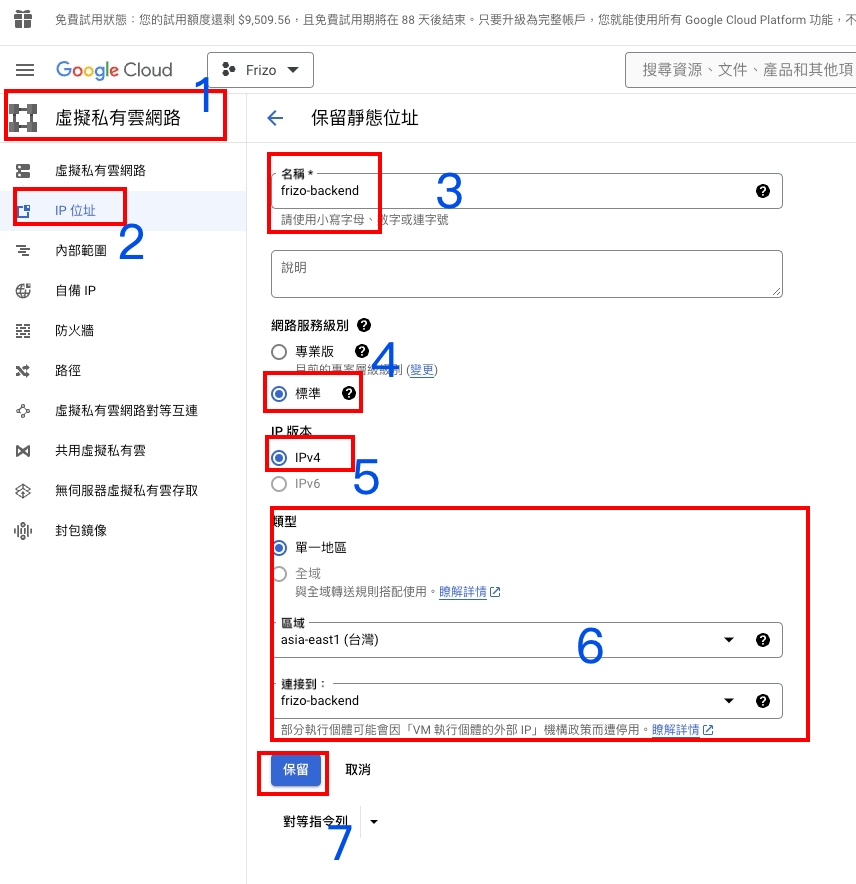 免費試用狀態：您的試用額度還剩 $9,509.56，且免費試用期將在 88 天後結束。只要升級為完整帳戶，您就能使用所有 Google Cloud Platform 功能，不
Google Cloud
Frizo
搜尋資源、文件、產品和其他項
1
虛擬私有雲網路
保留靜態位址
虛擬私有雲網路
IP 位址
2
內部範圍
自備 IP
防火牆
路徑
虛擬私有雲網路對等互連
共用虛擬私有雲
無伺服器虛擬私有雲存取
封包鏡像
名稱 *
frizo-backend
3
請使用小寫字母、數字或連字號
說明
網路服務級別
專業版
4
目前的專案層級級別 (變更)
標準
IP 版本
IPv4
5
IPv6
類型
單一地區
全域
與全域轉送規則搭配使用。瞭解詳情
區域
asia-east1 (台灣)
6
連接到：
frizo-backend
部分執行個體可能會因「VM 執行個體的外部 IP」機構政策而遭停用。瞭解詳情
保留
取消
對等指令列
7